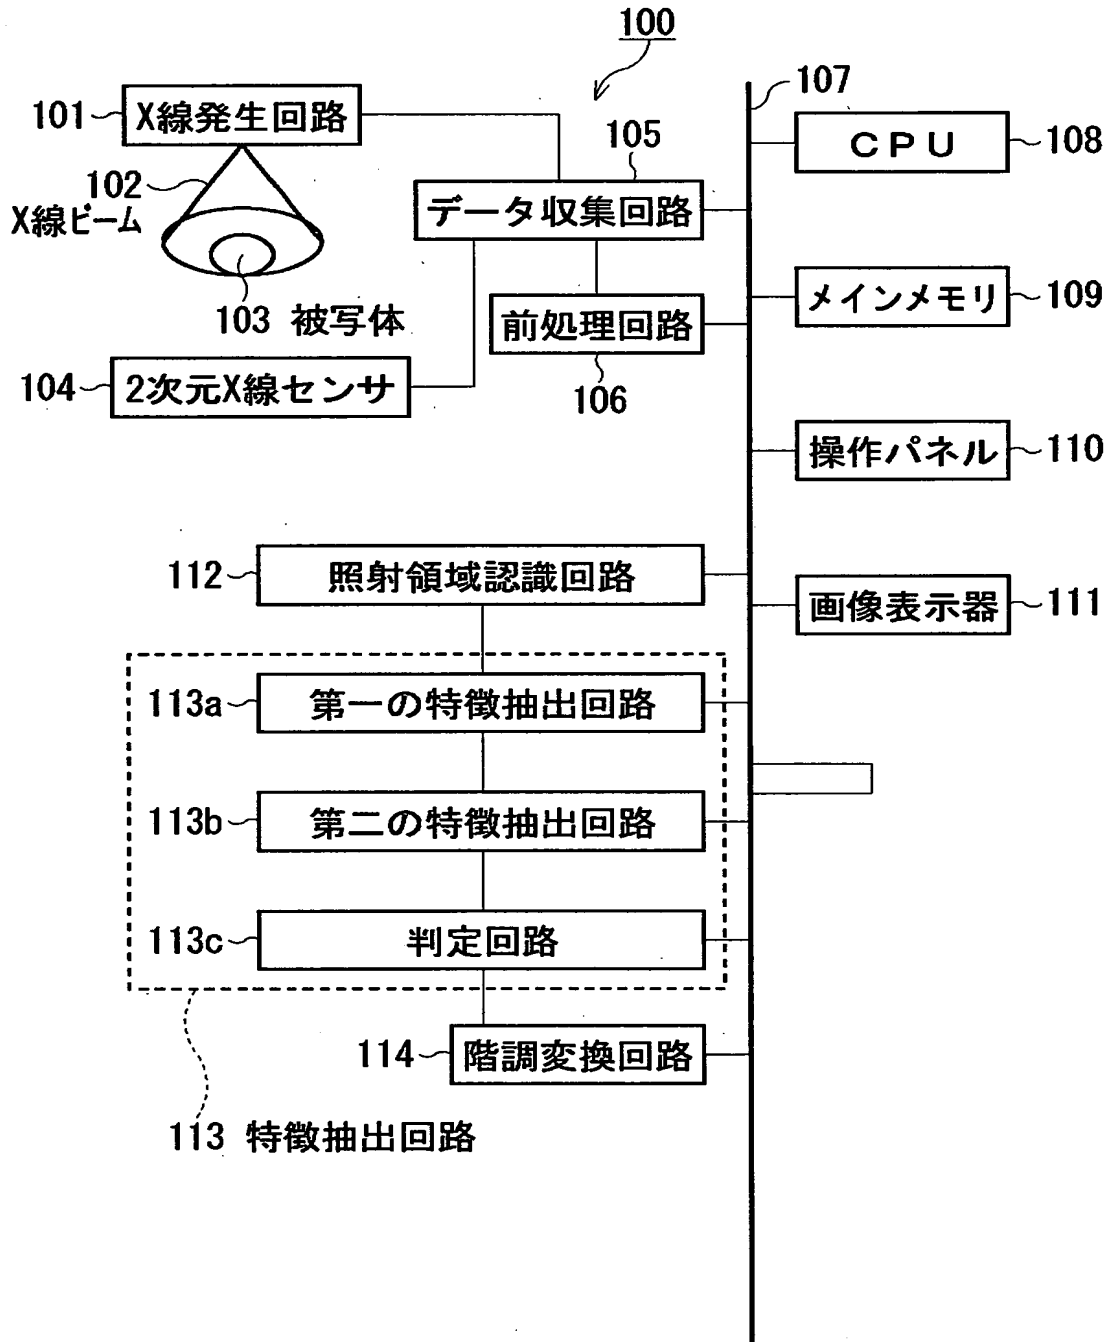 100
107
101 X線発生回路
105
CPU 108
102
X線ビーム
データ収集回路
メインメモリ 109
103 被写体
前処理回路
104 2次元X線センサ
106
操作パネル 110
112 照射領域認識回路
画像表示器 111
113a 第一の特徴抽出回路
113b 第二の特徴抽出回路
113c 判定回路
114 階調変換回路
113 特徴抽出回路